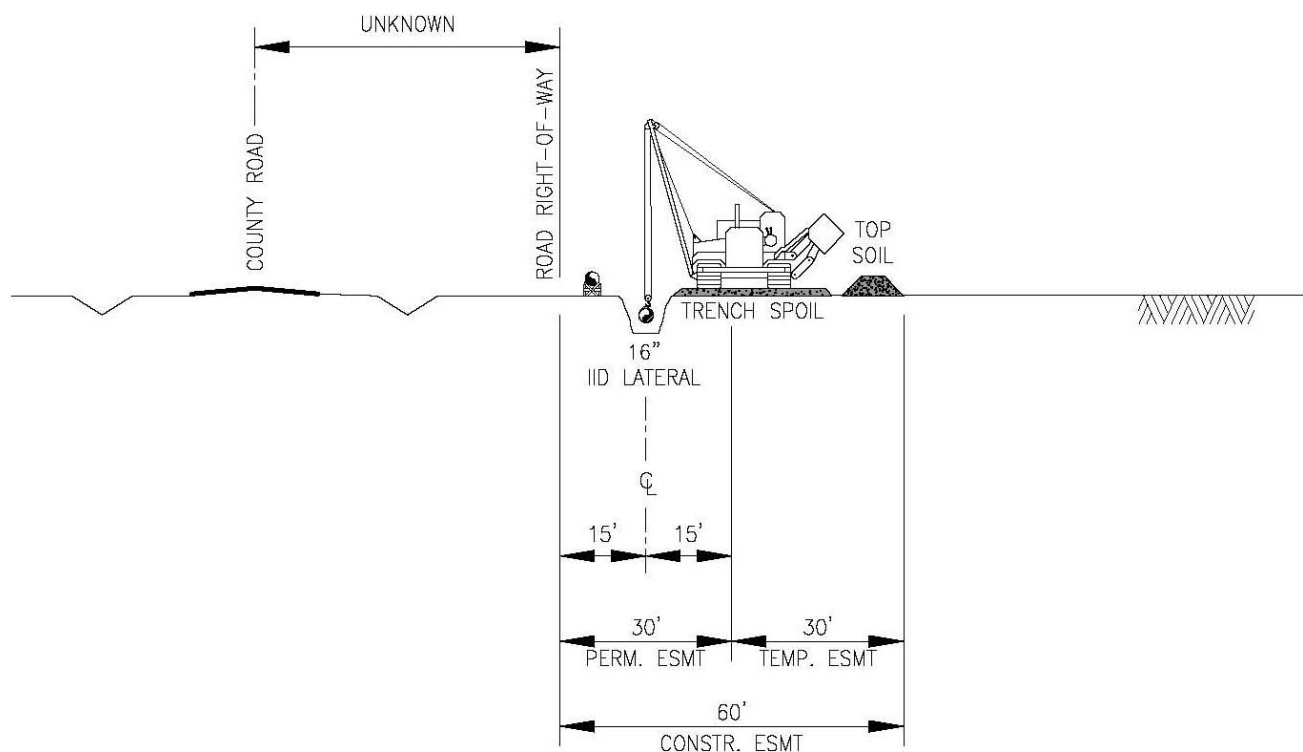 UNKNOWN
COUNTY ROAD
ROAD RIGHT-OF-WAY
TOP
SOIL
TRENCH SPOIL
16"
IID LATERAL
CL
15'
15'
30'
30'
PERM. ESMT
TEMP. ESMT
60'
CONSTR. ESMT